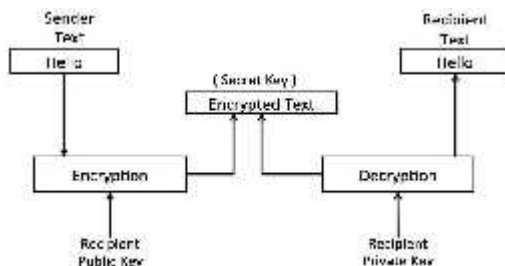 Sender
Text
Hello
Recipient
Text
Hello
(Secret Key)
Encrypted Text
Encryption
Decryption
Recipient
Public Key
Recipient
Private Key